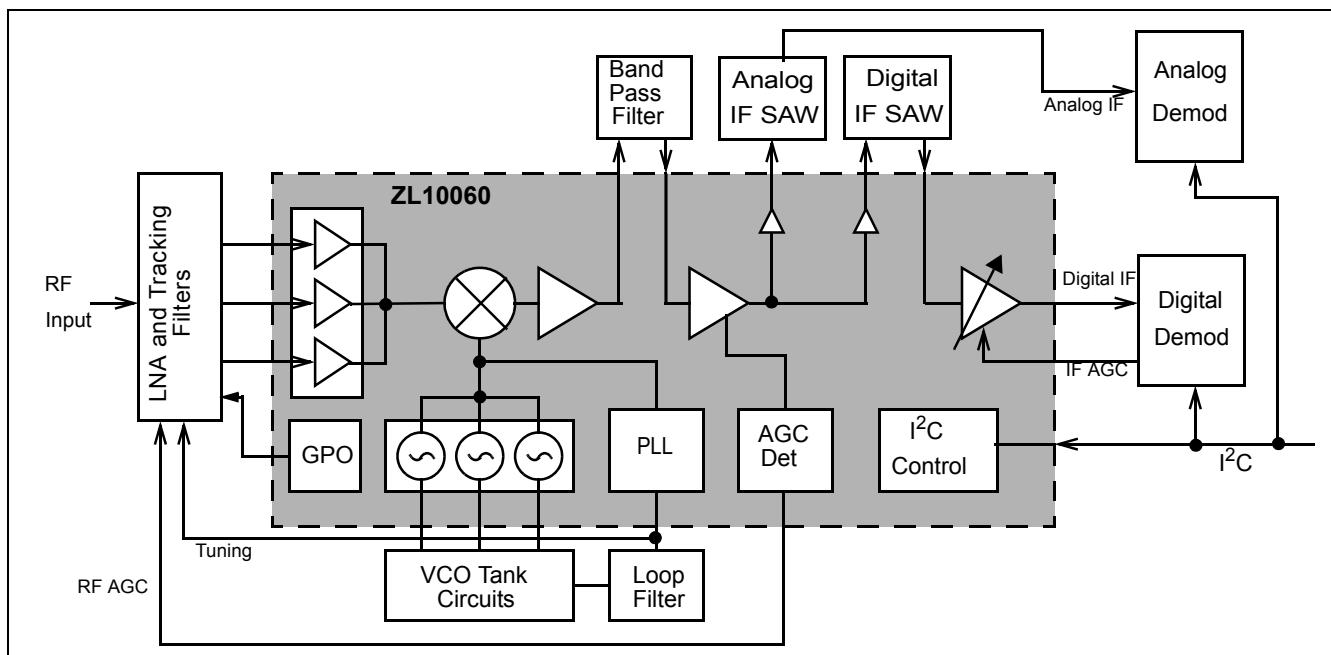 Band
Pass
Filter
Analog
IF SAW
Digital
IF SAW
Analog IF
Analog
Demod
ZL10060
RF
Input
LNA and Tracking
Filters
Digital IF
Digital
Demod
IF AGC
GPO
PLL
AGC
Det
I²C
Control
I²C
Tuning
RF AGC
VCO Tank
Circuits
Loop
Filter